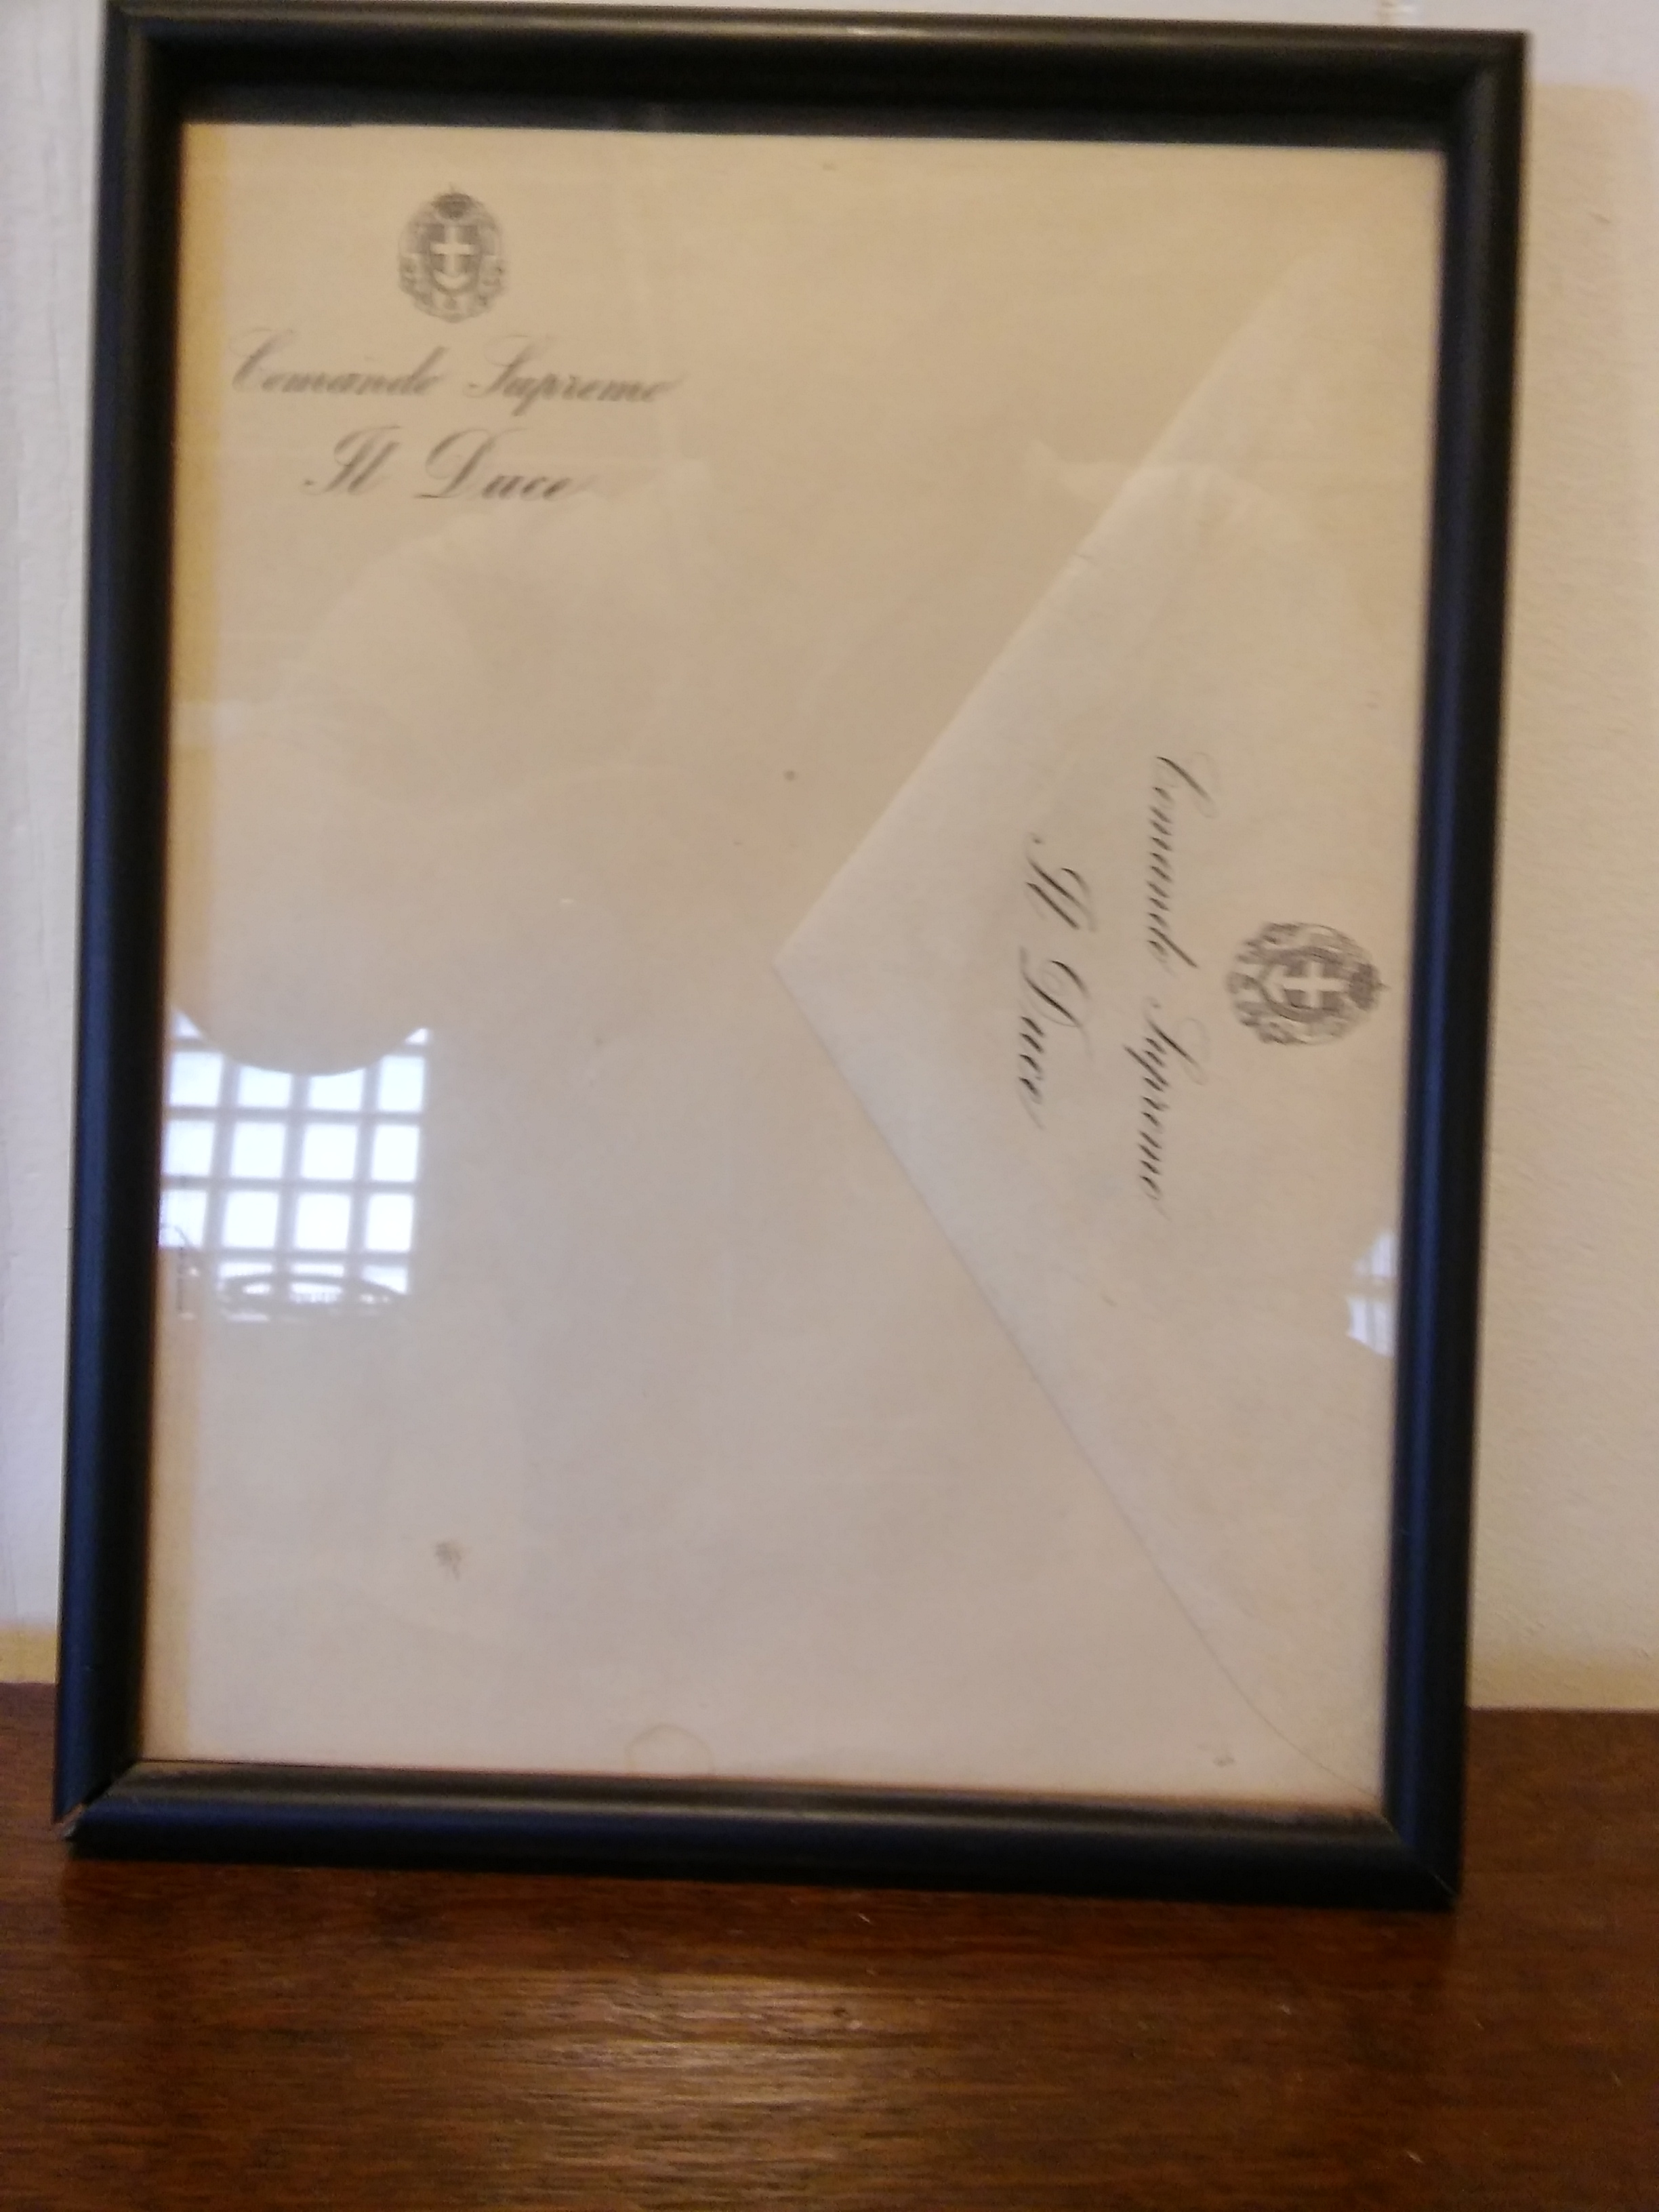 Comando Supremo
Il Duce
Comando Supremo
Il Duce